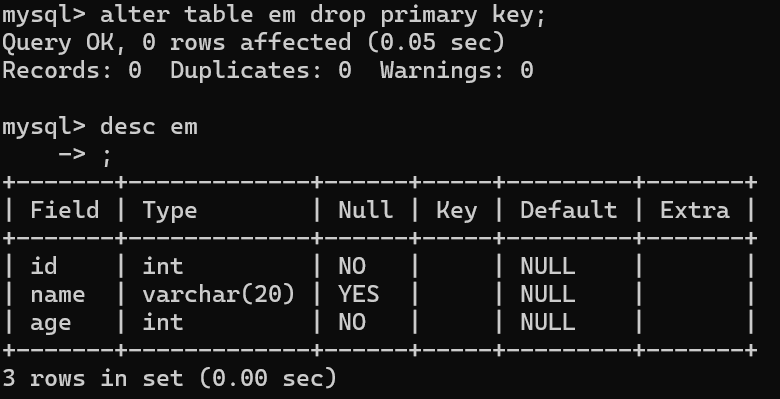 mysql> alter table em drop primary key;
Query OK, 0 rows affected (0.05 sec)
Records: 0  Duplicates: 0  Warnings: 0

mysql> desc em
    -> ;
+-------+-------------+------+-----+---------+-------+
| Field | Type        | Null | Key | Default | Extra |
+-------+-------------+------+-----+---------+-------+
| id    | int         | NO   |     | NULL    |       |
| name  | varchar(20) | YES  |     | NULL    |       |
| age   | int         | NO   |     | NULL    |       |
+-------+-------------+------+-----+---------+-------+
3 rows in set (0.00 sec)